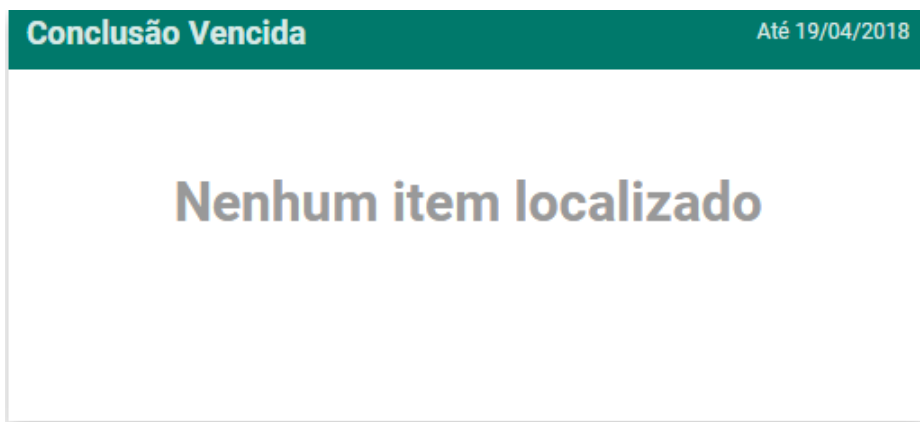 Conclusão Vencida
Até 19/04/2018
Nenhum item localizado